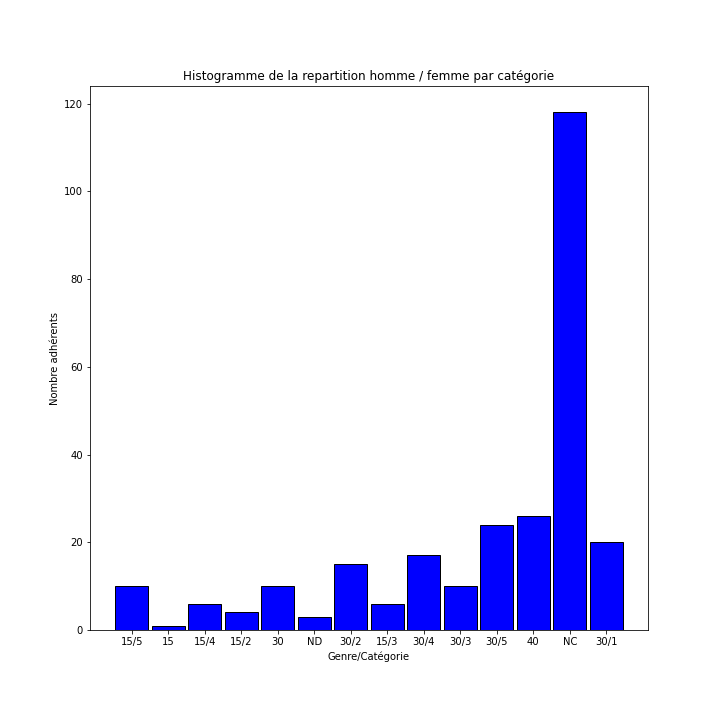 Histogramme de la repartition homme / femme par catégorie
120
100
80
60
40
20
0
Nombre adhérents
15/5 15 15/4 15/2 30 ND 30/2 15/3 30/4 30/3 30/5 40 NC 30/1
Genre/Catégorie